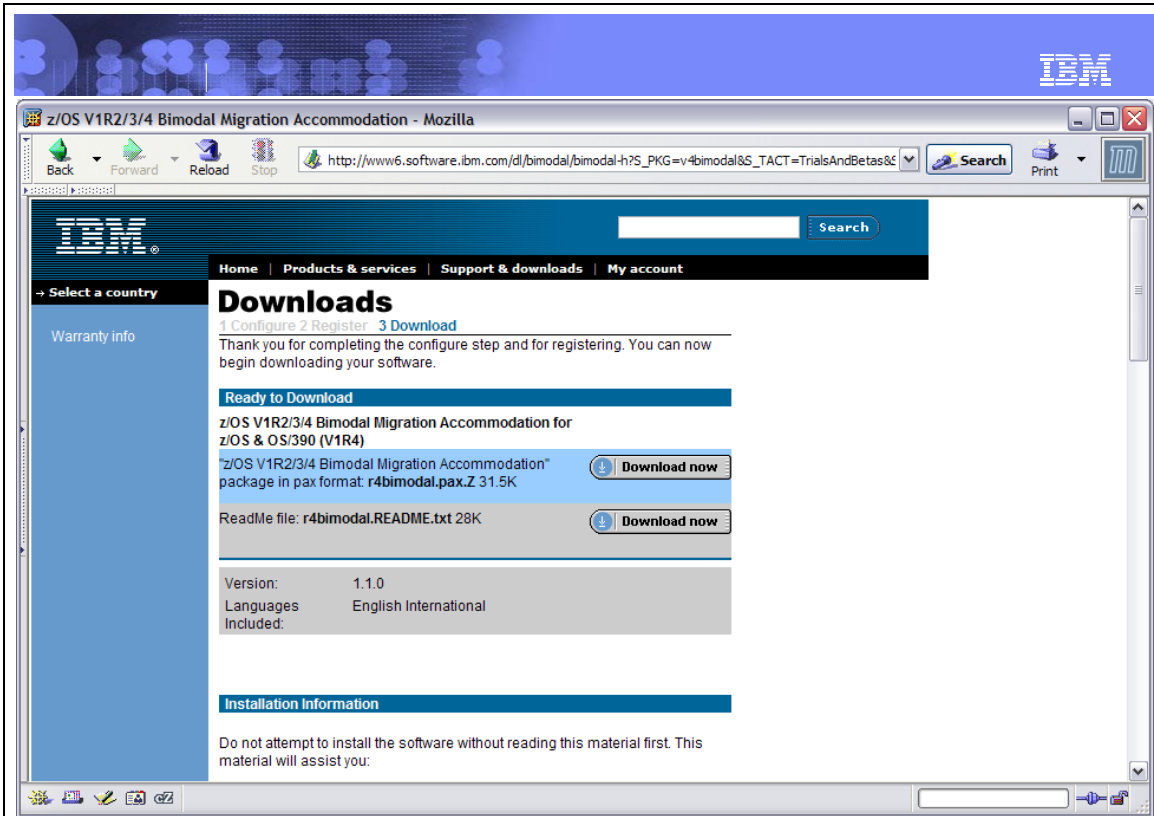 IBM
z/OS V1R2/3/4 Bimodal Migration Accommodation - Mozilla
Back
Forward
Reload
Stop
http://www6.software.ibm.com/dl/bimodal/bimodal-h?S_PKG=v4bimodal&S_TACT=TrialsAndBetas&S
Search
Print
IBM®
Search
Home | Products & services | Support & downloads | My account
→ Select a country
Warranty info
Downloads
1 Configure 2 Register 3 Download
Thank you for completing the configure step and for registering. You can now
begin downloading your software.
Ready to Download
z/OS V1R2/3/4 Bimodal Migration Accommodation for
z/OS & OS/390 (V1R4)
"z/OS V1R2/3/4 Bimodal Migration Accommodation"
package in pax format: r4bimodal.pax.Z 31.5K
Download now
ReadMe file: r4bimodal.README.txt 28K
Download now
Version: 1.1.0
Languages English International
Included:
Installation Information
Do not attempt to install the software without reading this material first. This
material will assist you: